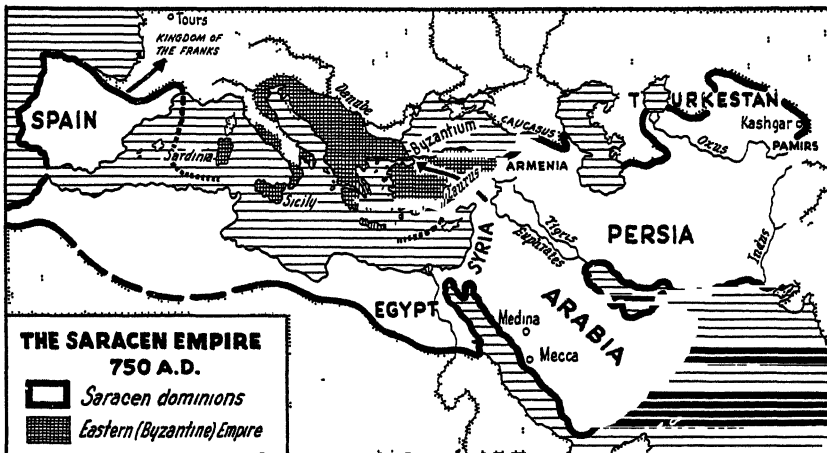 Tours
KINGDOM OF
THE FRANKS
SPAIN
Sardinia
Sicily
Danube
Byzantium
Taurus
CAUCASUS
ARMENIA
TURKESTAN
Kashgar
PAMIRS
Oxus
Tigris
Euphrates
PERSIA
Indus
SYRIA
EGYPT
ARABIA
Medina
Mecca
THE SARACEN EMPIRE
750 A.D.
Saracen dominions
Eastern (Byzantine) Empire